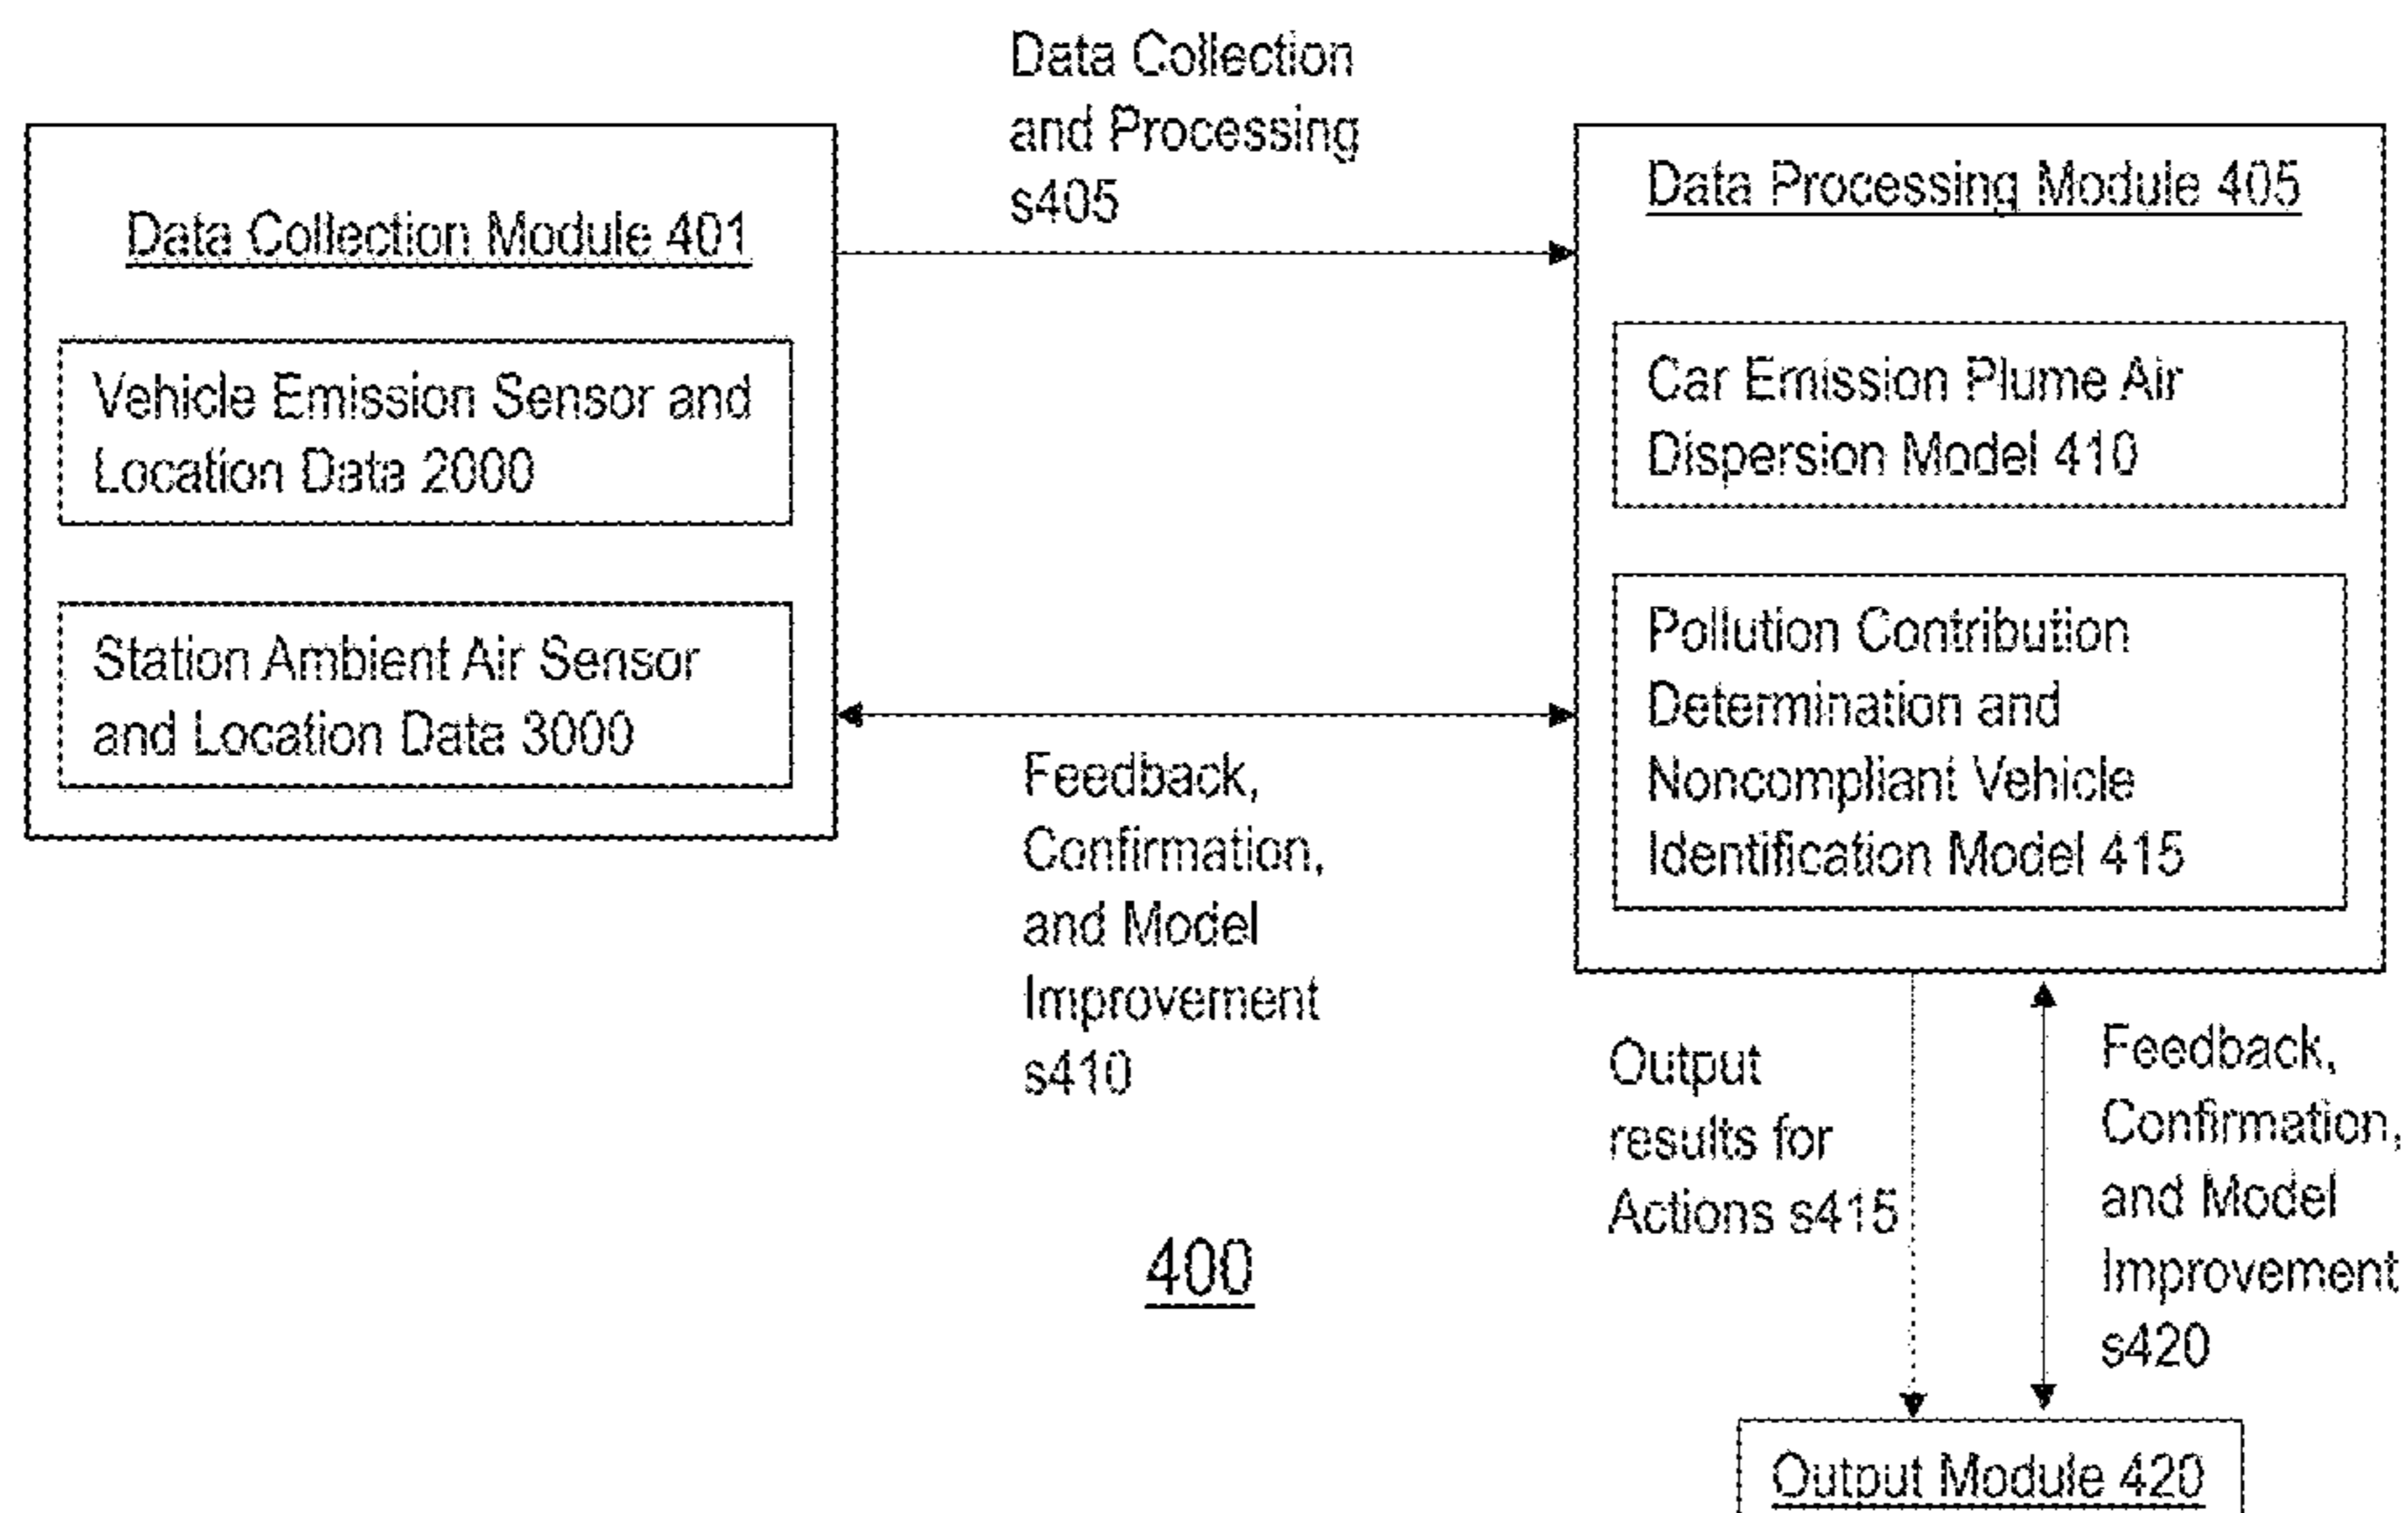 Data Collection
and Processing
s405
Data Collection Module 401
Vehicle Emission Sensor and
Location Data 2000
Station Ambient Air Sensor
and Location Data 3000
Data Processing Module 405
Car Emission Plume Air
Dispersion Model 410
Pollution Contribution
Determination and
Noncompliant Vehicle
Identification Model 415
Feedback,
Confirmation,
and Model
Improvement
s410
Output
results for
Actions s415
Feedback,
Confirmation,
and Model
Improvement
s420
400
Output Module 420